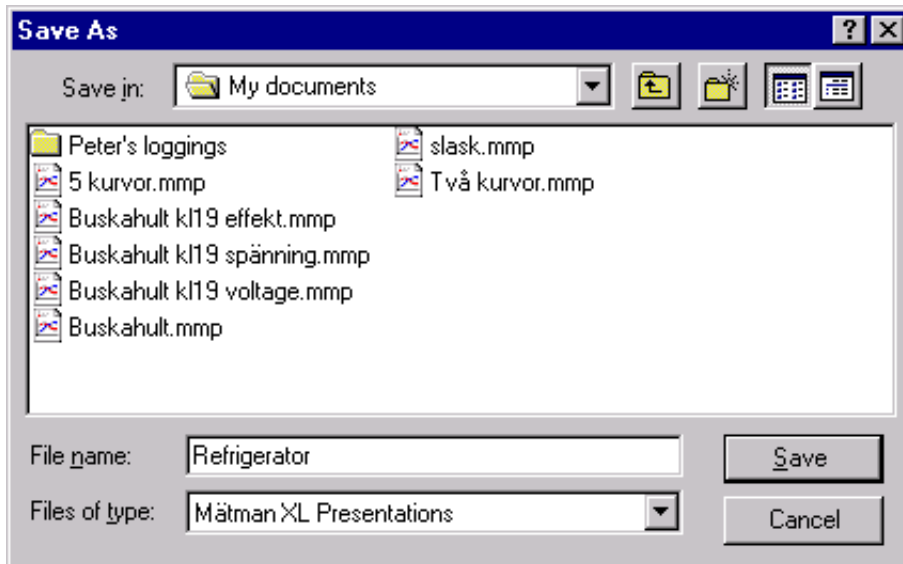 Save As
Save in: My documents
Peter's loggings
5 kurvor.mmp
Buskahult kl19 effekt.mmp
Buskahult kl19 spänning.mmp
Buskahult kl19 voltage.mmp
Buskahult.mmp
slask.mmp
Två kurvor.mmp
File name: Refrigerator
Save
Files of type: Mätman XL Presentations
Cancel